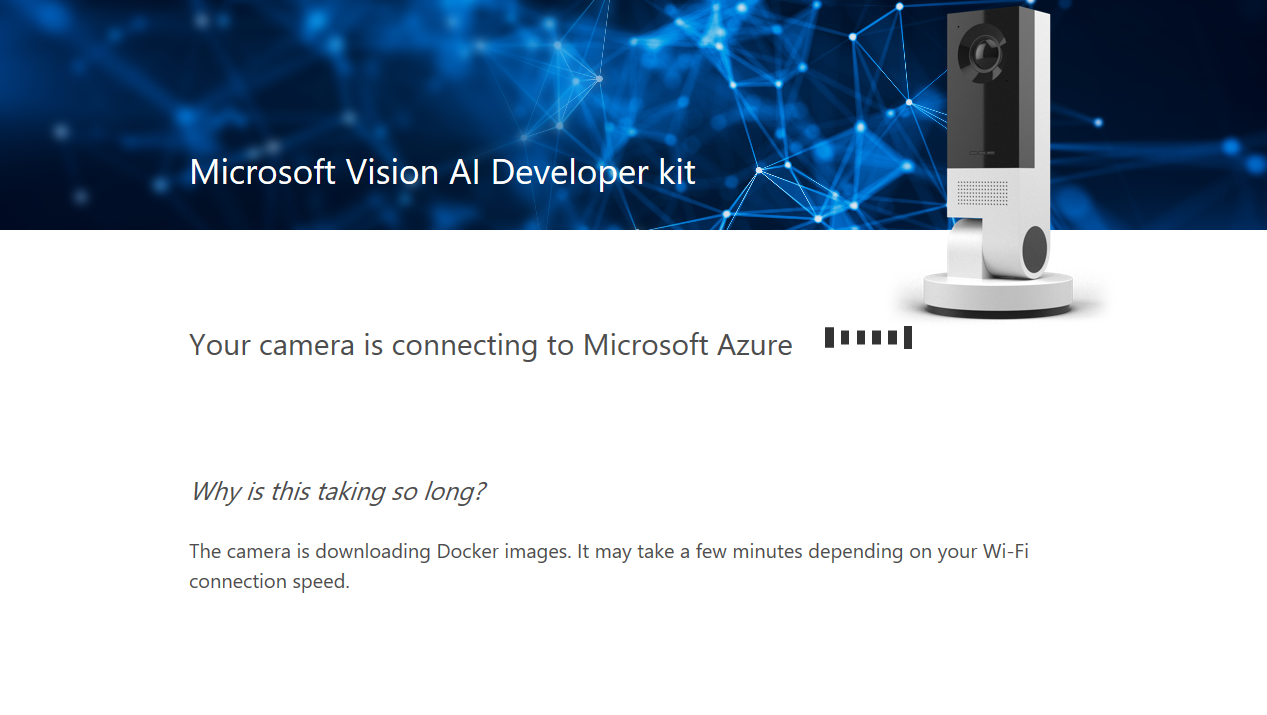 Microsoft Vision AI Developer kit
Your camera is connecting to Microsoft Azure
Why is this taking so long?
The camera is downloading Docker images. It may take a few minutes depending on your Wi-Fi
connection speed.